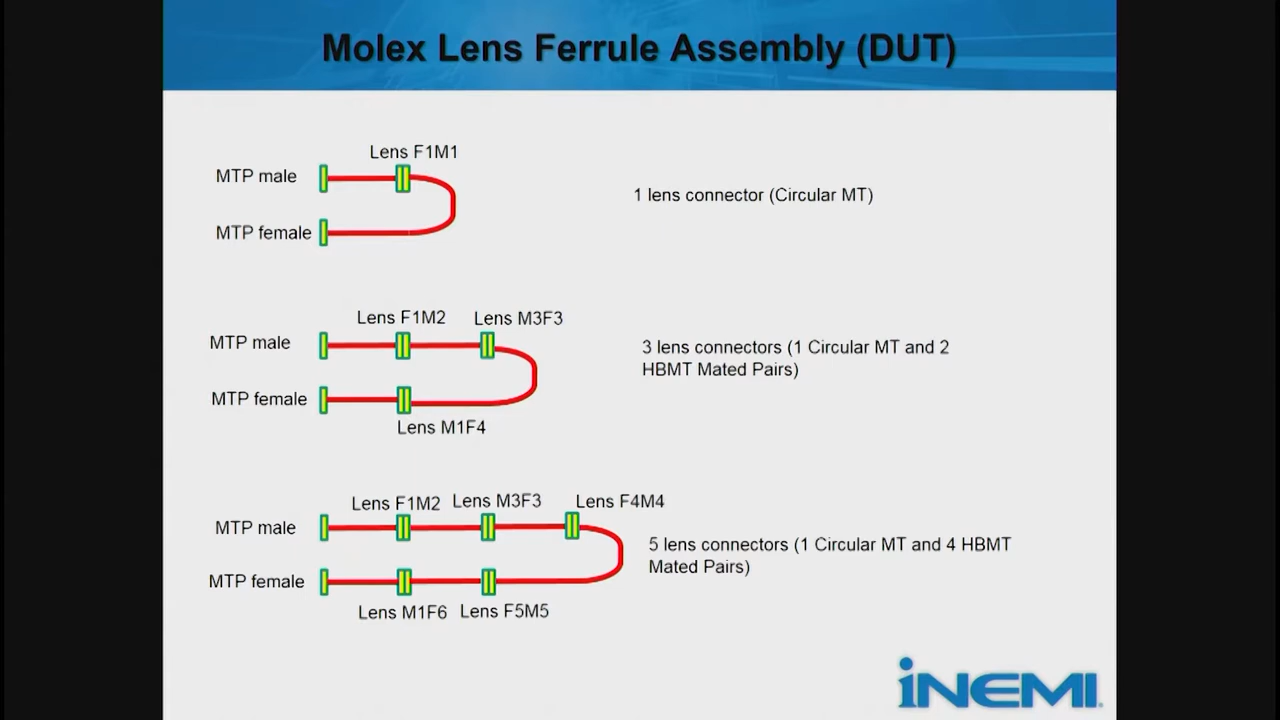 Molex Lens Ferrule Assembly (DUT)
Lens F1M1
MTP male
1 lens connector (Circular MT)
MTP female
Lens F1M2
Lens M3F3
MTP male
3 lens connectors (1 Circular MT and 2
HBMT Mated Pairs)
MTP female
Lens M1F4
Lens F1M2
Lens M3F3
Lens F4M4
MTP male
5 lens connectors (1 Circular MT and 4 HBMT
Mated Pairs)
MTP female
Lens M1F6
Lens F5M5
iNEMI